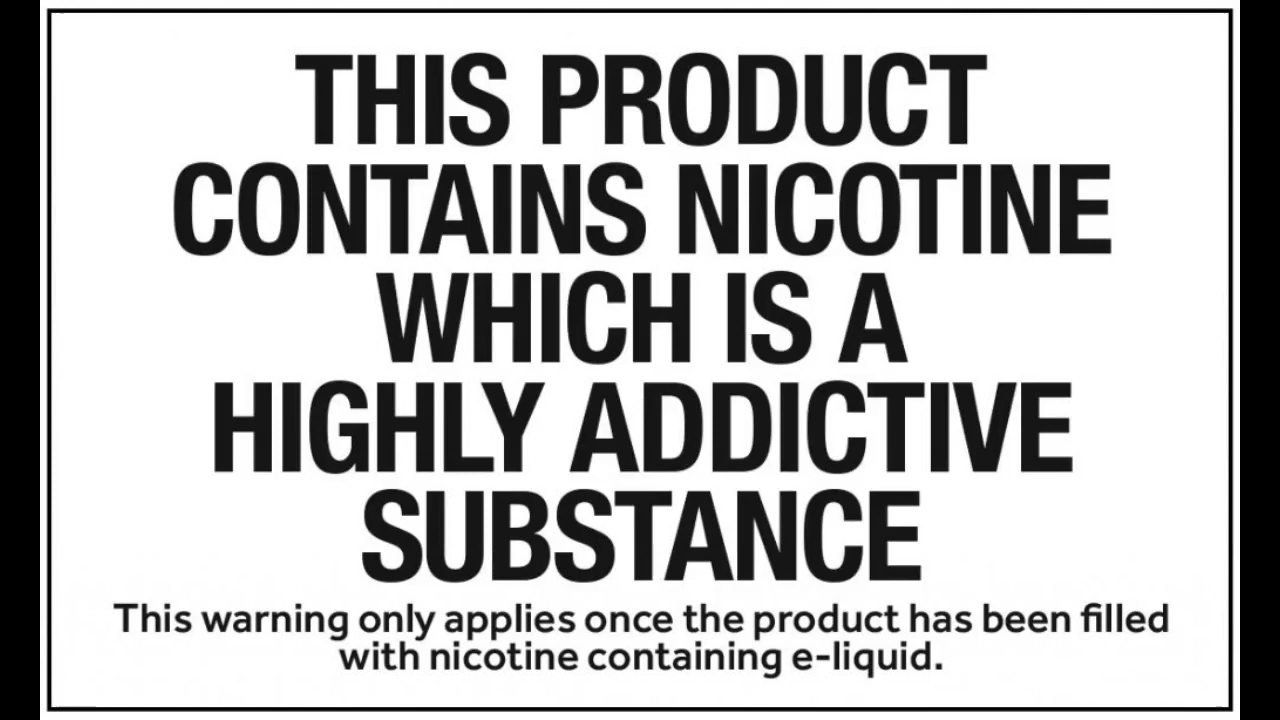 THIS PRODUCT
CONTAINS NICOTINE
WHICH IS A
HIGHLY ADDICTIVE
SUBSTANCE
This warning only applies once the product has been filled
with nicotine containing e-liquid.